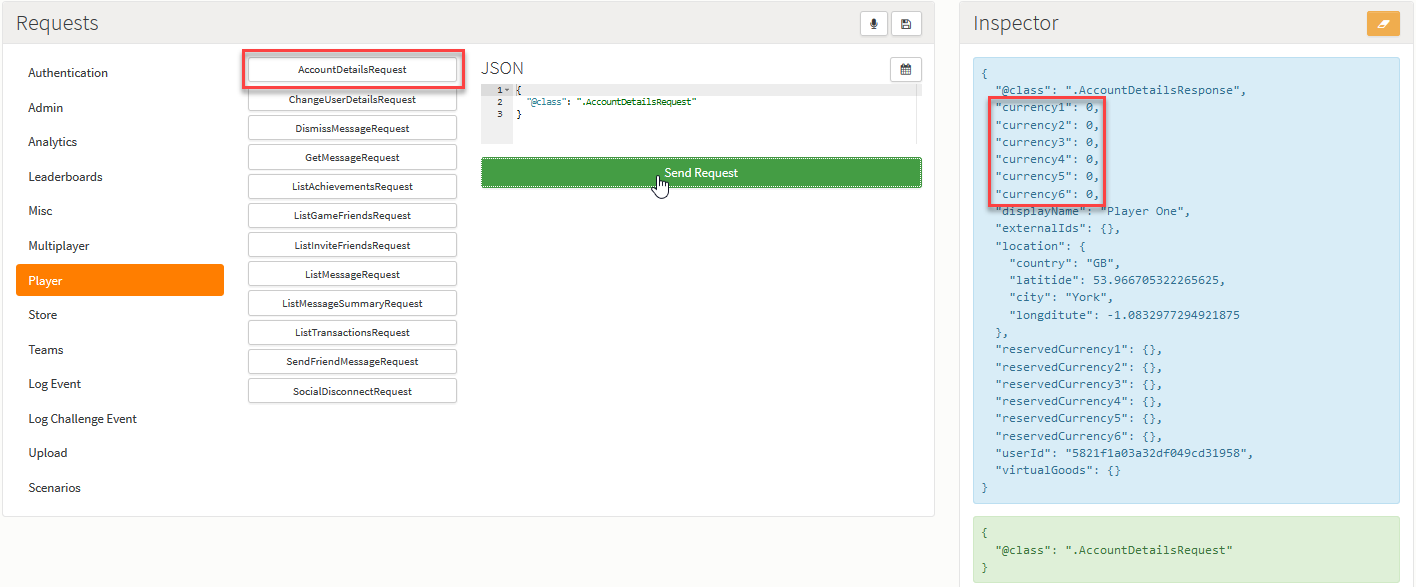 Requests
Authentication
Admin
Analytics
Leaderboards
Misc
Multiplayer
Player
Store
Teams
Log Event
Log Challenge Event
Upload
Scenarios
AccountDetailsRequest
ChangeUserDetailsRequest
DismissMessageRequest
GetMessageRequest
ListAchievementsRequest
ListGameFriendsRequest
ListInviteFriendsRequest
ListMessageRequest
ListMessageSummaryRequest
ListTransactionsRequest
SendFriendMessageRequest
SocialDisconnectRequest
JSON
1 {
2 "@class": ".AccountDetailsRequest"
3 }
Send Request
Inspector
{
"@class": ".AccountDetailsResponse",
"currency1": 0,
"currency2": 0,
"currency3": 0,
"currency4": 0,
"currency5": 0,
"currency6": 0,
"displayName": "Player One",
"externalIds": {},
"location": {
"country": "GB",
"latitide": 53.966705322265625,
"city": "York",
"longditute": -1.0832977294921875
},
"reservedCurrency1": {},
"reservedCurrency2": {},
"reservedCurrency3": {},
"reservedCurrency4": {},
"reservedCurrency5": {},
"reservedCurrency6": {},
"userId": "5821f1a03a32df049cd31958",
"virtualGoods": {}
}
{
"@class": ".AccountDetailsRequest"
}